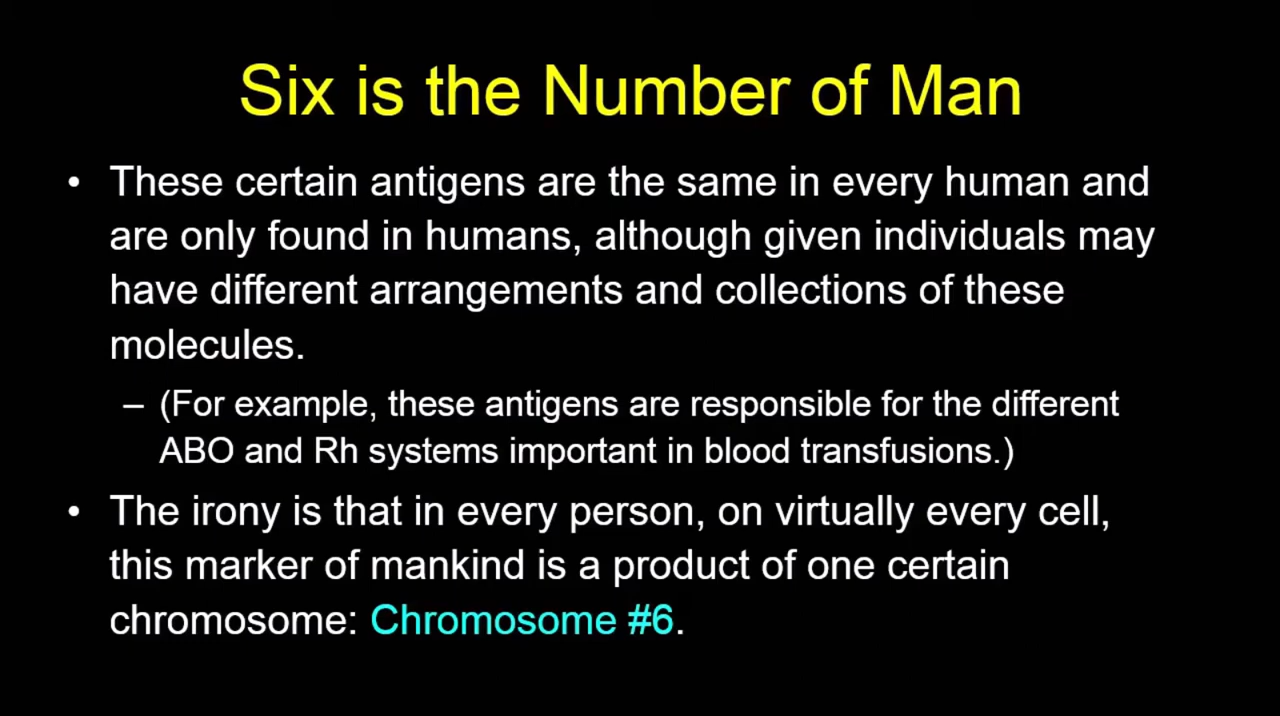 Six is the Number of Man
• These certain antigens are the same in every human and
are only found in humans, although given individuals may
have different arrangements and collections of these
molecules.
– (For example, these antigens are responsible for the different
ABO and Rh systems important in blood transfusions.)
• The irony is that in every person, on virtually every cell,
this marker of mankind is a product of one certain
chromosome: Chromosome #6.